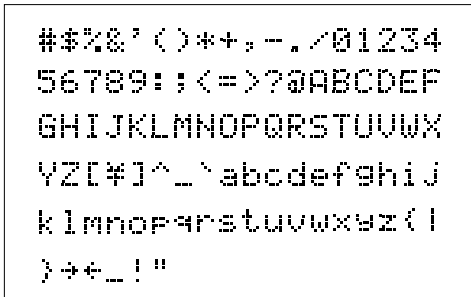 #$%&'()*+,-./01234
56789:;<=>?@ABCDEF
GHIJKLMNOPQRSTUVWX
YZ[¥]^_`abcdefghij
klmnopqrstuvwxyz{|
}→←_!"